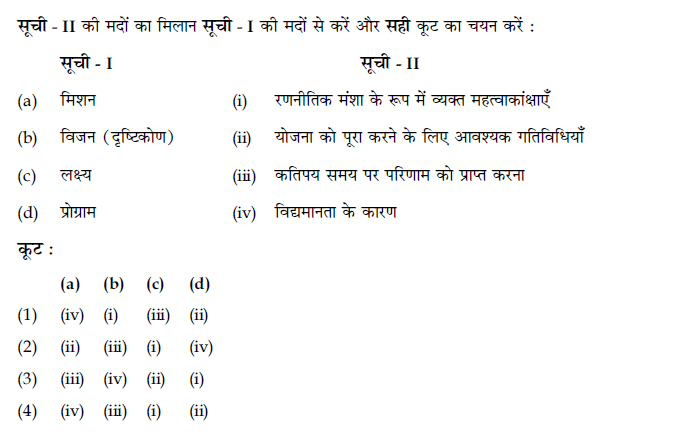 सूची - II की मदों का मिलान सूची - I की मदों से करें और सही कूट का चयन करें :
सूची - I सूची - II
(a) मिशन (i) रणनीतिक मंशा के रूप में व्यक्त महत्वाकांक्षाएँ
(b) विजन (दृष्टिकोण) (ii) योजना को पूरा करने के लिए आवश्यक गतिविधियाँ
(c) लक्ष्य (iii) कतिपय समय पर परिणाम को प्राप्त करना
(d) प्रोग्राम (iv) विद्यमानता के कारण
कूट :
(a) (b) (c) (d)
(1) (iv) (i) (iii) (ii)
(2) (ii) (iii) (i) (iv)
(3) (iii) (iv) (ii) (i)
(4) (iv) (iii) (i) (ii)